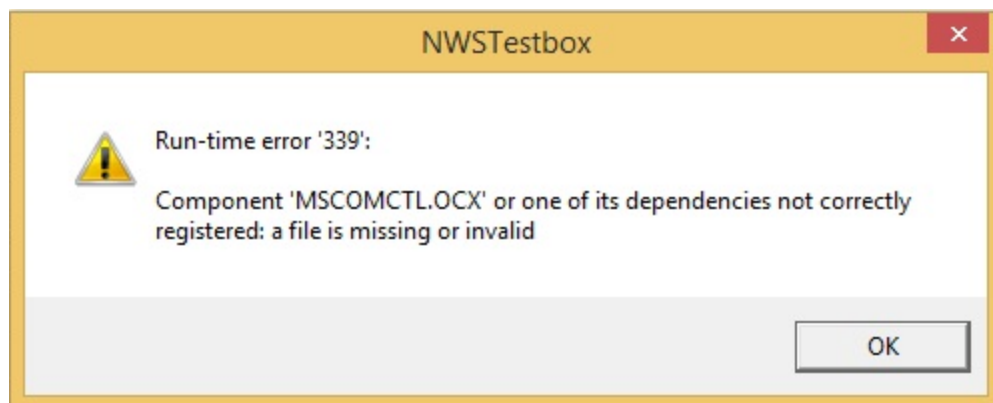 NWSTestbox
Run-time error '339':
Component 'MSCOMCTL.OCX' or one of its dependencies not correctly
registered: a file is missing or invalid
OK